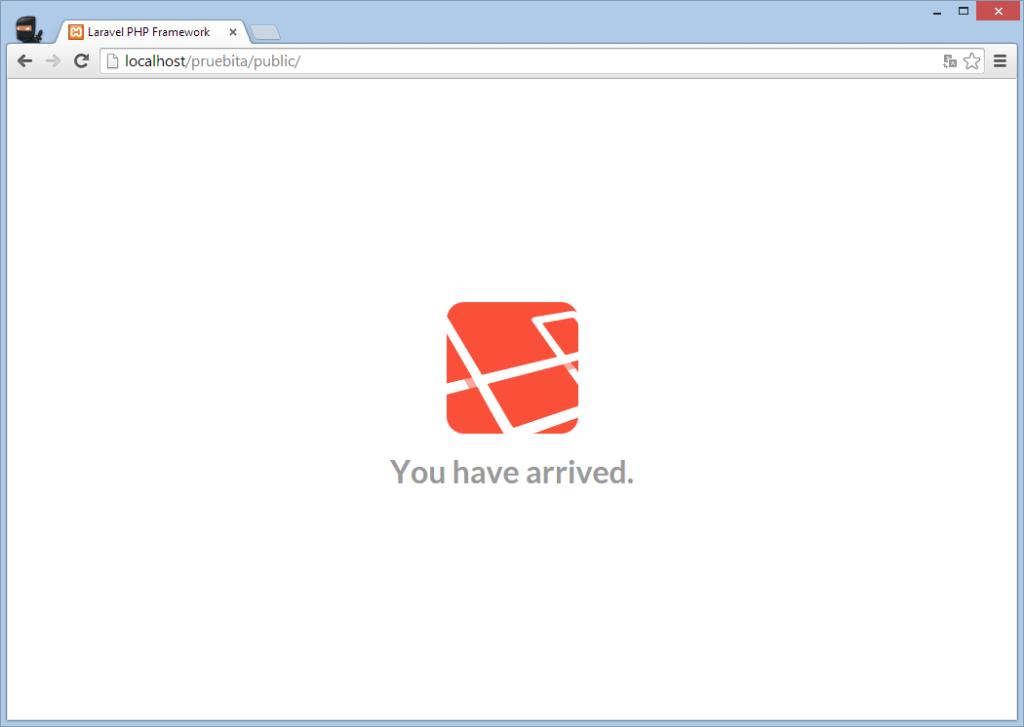 Laravel PHP Framework
localhost/pruebita/public/
You have arrived.